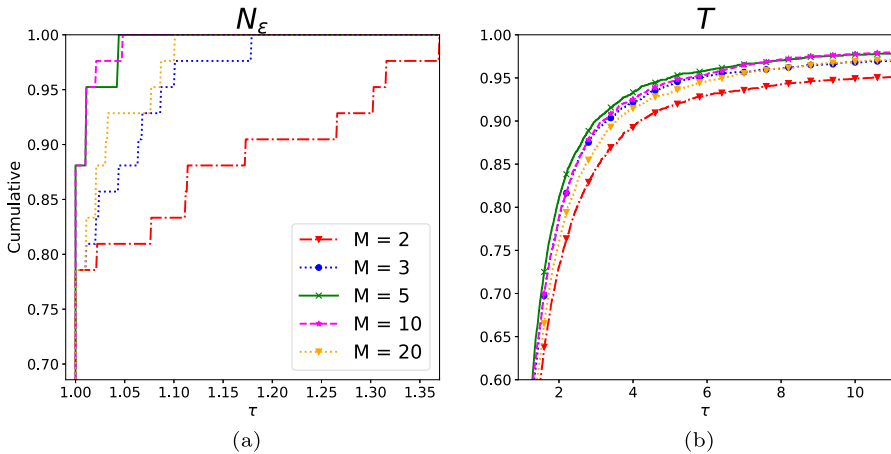 N_ε
T
Cumulative
1.00
0.95
0.90
0.85
0.80
0.75
0.70
1.00 1.05 1.10 1.15 1.20 1.25 1.30 1.35
τ
M = 2
M = 3
M = 5
M = 10
M = 20
(a)
1.00
0.95
0.90
0.85
0.80
0.75
0.70
0.65
0.60
2 4 6 8 10
τ
(b)